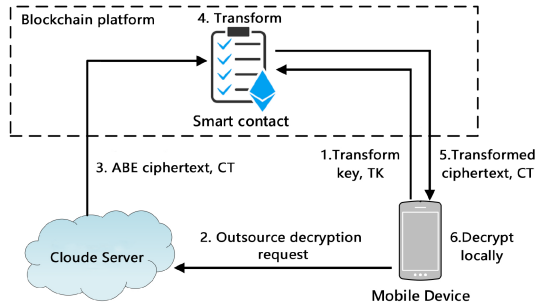 Blockchain platform
4. Transform
Smart contact
3. ABE ciphertext, CT
1.Transform
key, TK
5.Transformed
ciphertext, CT
Cloude Server
2. Outsource decryption
request
6.Decrypt
locally
Mobile Device